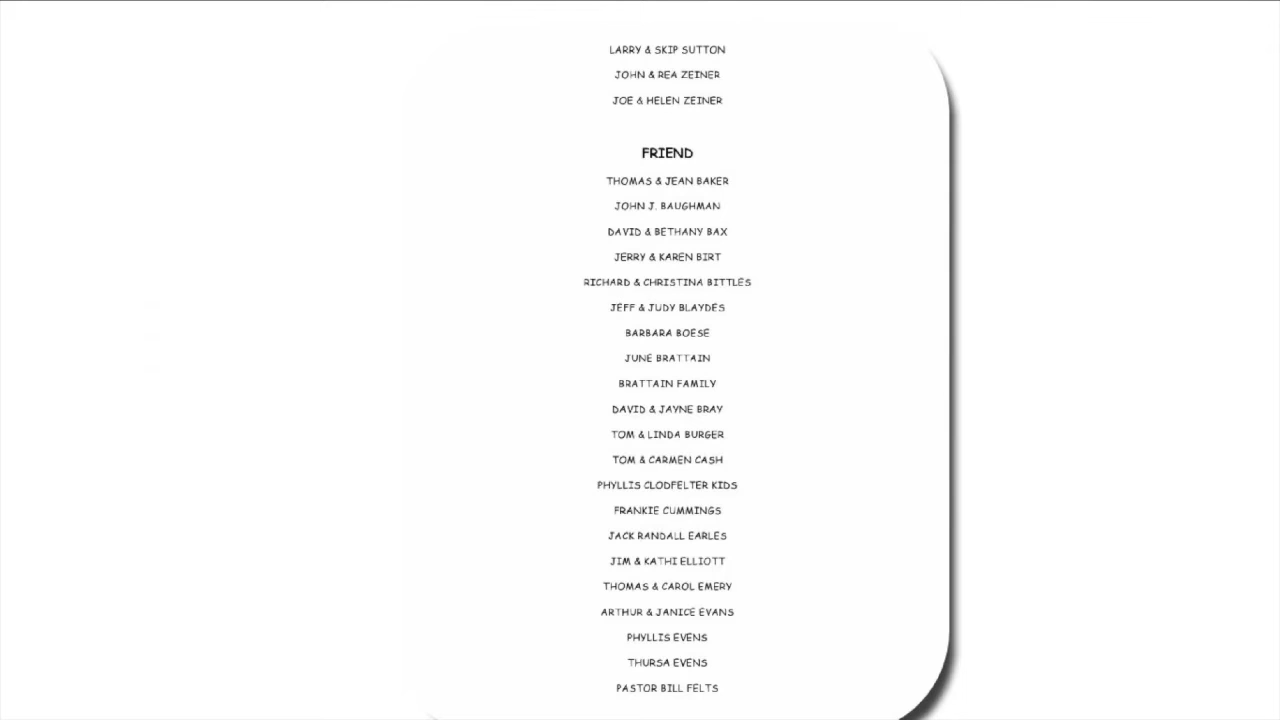 LARRY & SKIP SUTTON
JOHN & REA ZEINER
JOE & HELEN ZEINER
FRIEND
THOMAS & JEAN BAKER
JOHN J. BAUGHMAN
DAVID & BETHANY BAX
JERRY & KAREN BIRT
RICHARD & CHRISTINA BITTLES
JEFF & JUDY BLAYDES
BARBARA BOESE
JUNE BRATTAIN
BRATTAIN FAMILY
DAVID & JAYNE BRAY
TOM & LINDA BURGER
TOM & CARMEN CASH
PHYLLIS CLODFELTER KIDS
FRANKIE CUMMINGS
JACK RANDALL EARLES
JIM & KATHI ELLIOTT
THOMAS & CAROL EMERY
ARTHUR & JANICE EVANS
PHYLLIS EVENS
THURSA EVENS
PASTOR BILL FELTS